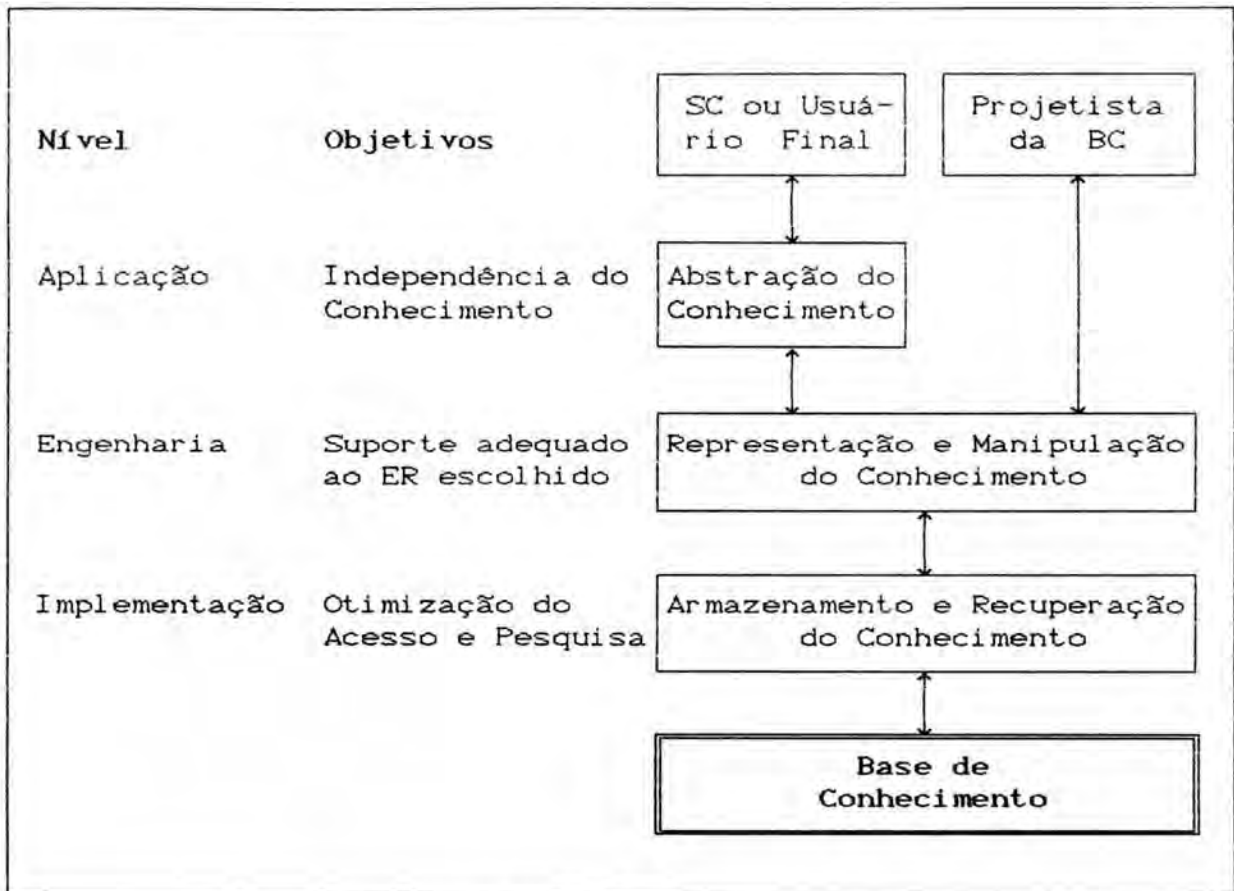 SC ou Usuá-
rio Final
Projetista
da BC
Nível
Objetivos
Aplicação
Independência do
Conhecimento
Abstração do
Conhecimento
Engenharia
Suporte adequado
ao ER escolhido
Representação e Manipulação
do Conhecimento
Implementação
Otimização do
Acesso e Pesquisa
Armazenamento e Recuperação
do Conhecimento
Base de
Conhecimento